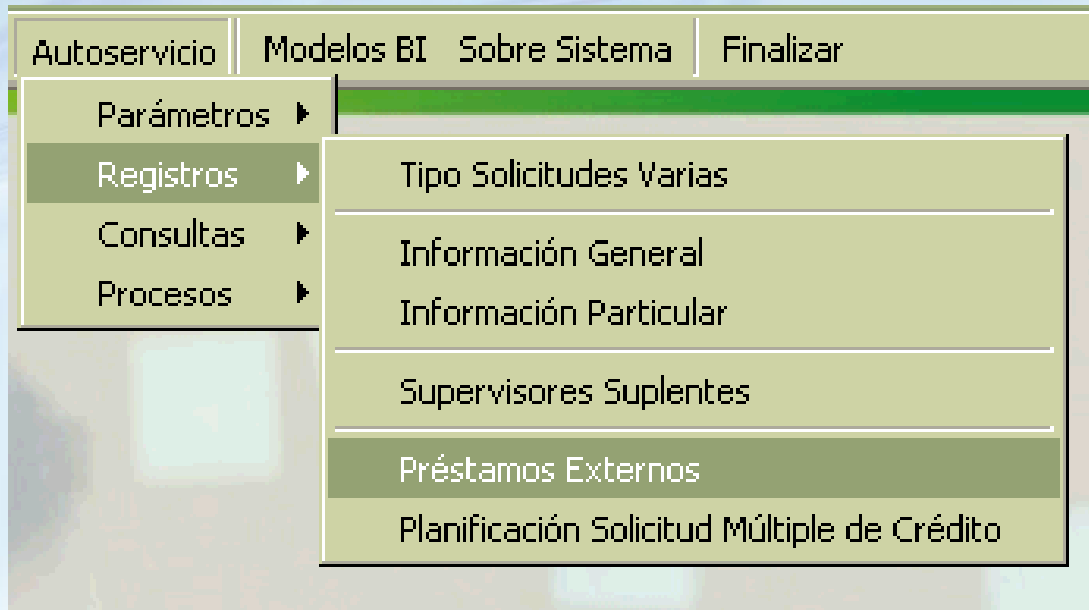 Autoservicio Modelos BI Sobre Sistema Finalizar
Parámetros
Registros
Consultas
Procesos
Tipo Solicitudes Varias
Información General
Información Particular
Supervisores Suplentes
Préstamos Externos
Planificación Solicitud Múltiple de Crédito